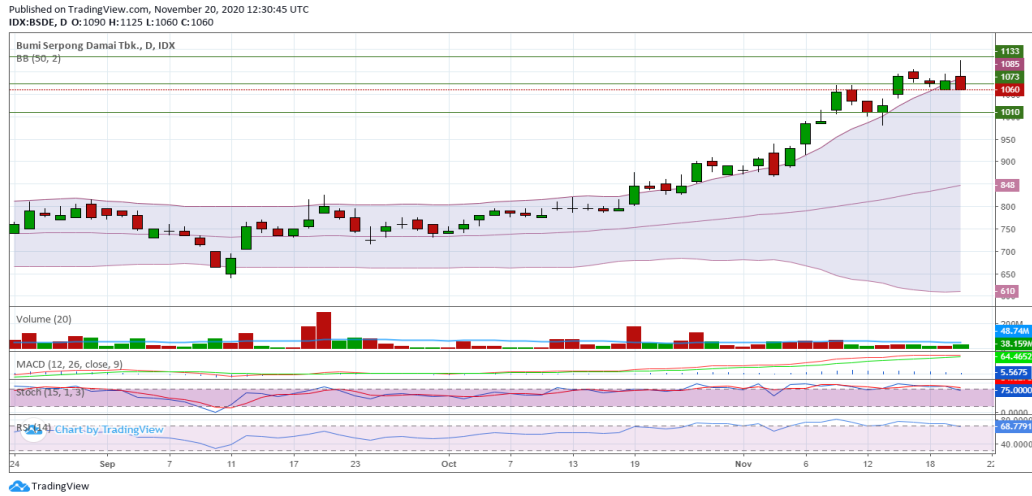 Published on TradingView.com, November 20, 2020 12:30:45 UTC
IDX:BSDE, D O:1090 H:1125 L:1060 C:1060
Bumi Serpong Damai Tbk., D, IDX
BB (50, 2)
1133
1085
1073
1060
1010
950
900
848
800
750
700
650
610
Volume (20)
48.74M
38.159M
MACD (12, 26, close, 9)
64.4652
5.5675
Stoch (15, 1, 3)
75.0000
0.0000
RSI (14)
Chart by TradingView
68.7791
40.0000
24 Sep 7 11 17 23 Oct 7 13 19 26 Nov 6 12 18
TradingView